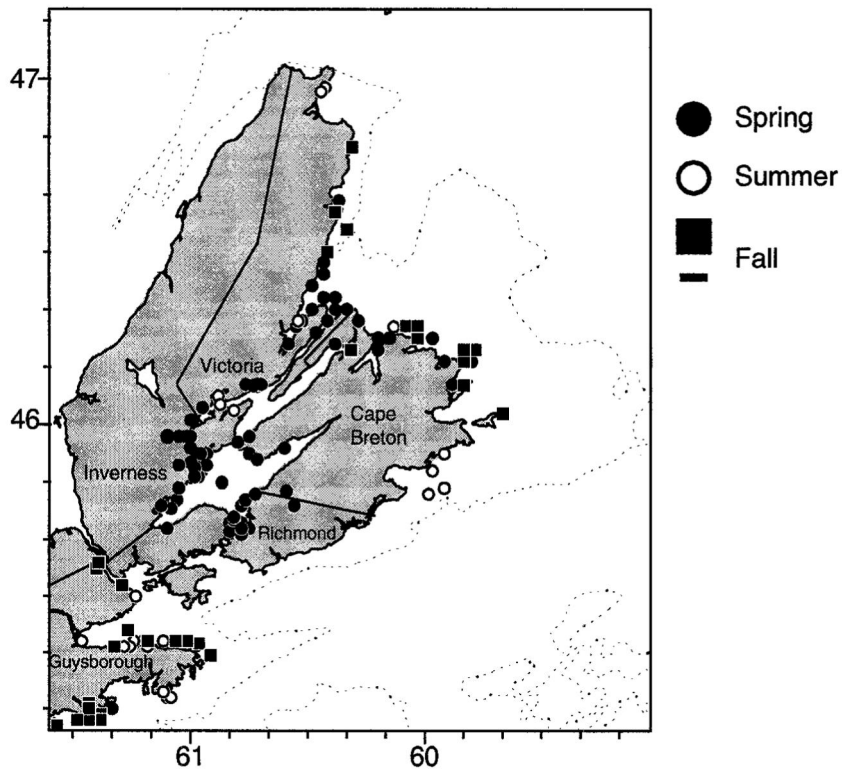 47
Spring
Summer
Fall
Victoria
46
Cape
Breton
Inverness
Richmond
Guysborough
61
60